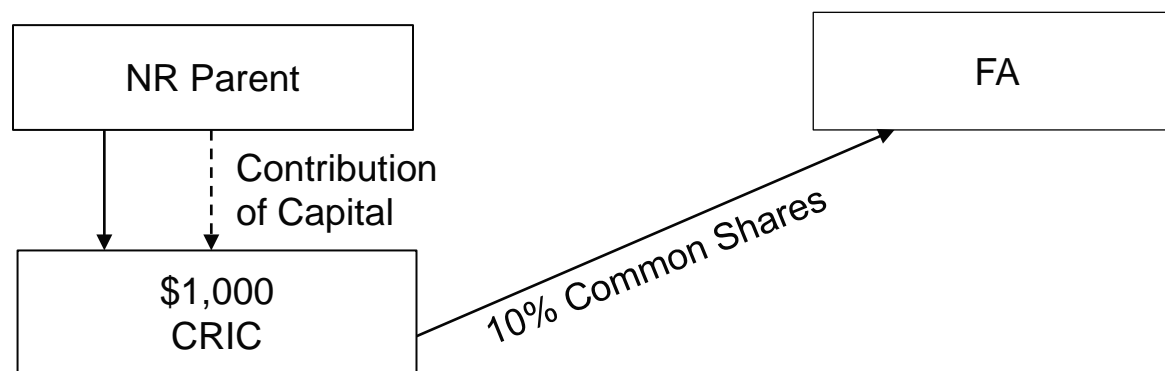 NR Parent
FA
Contribution
of Capital
10% Common Shares
$1,000
CRIC